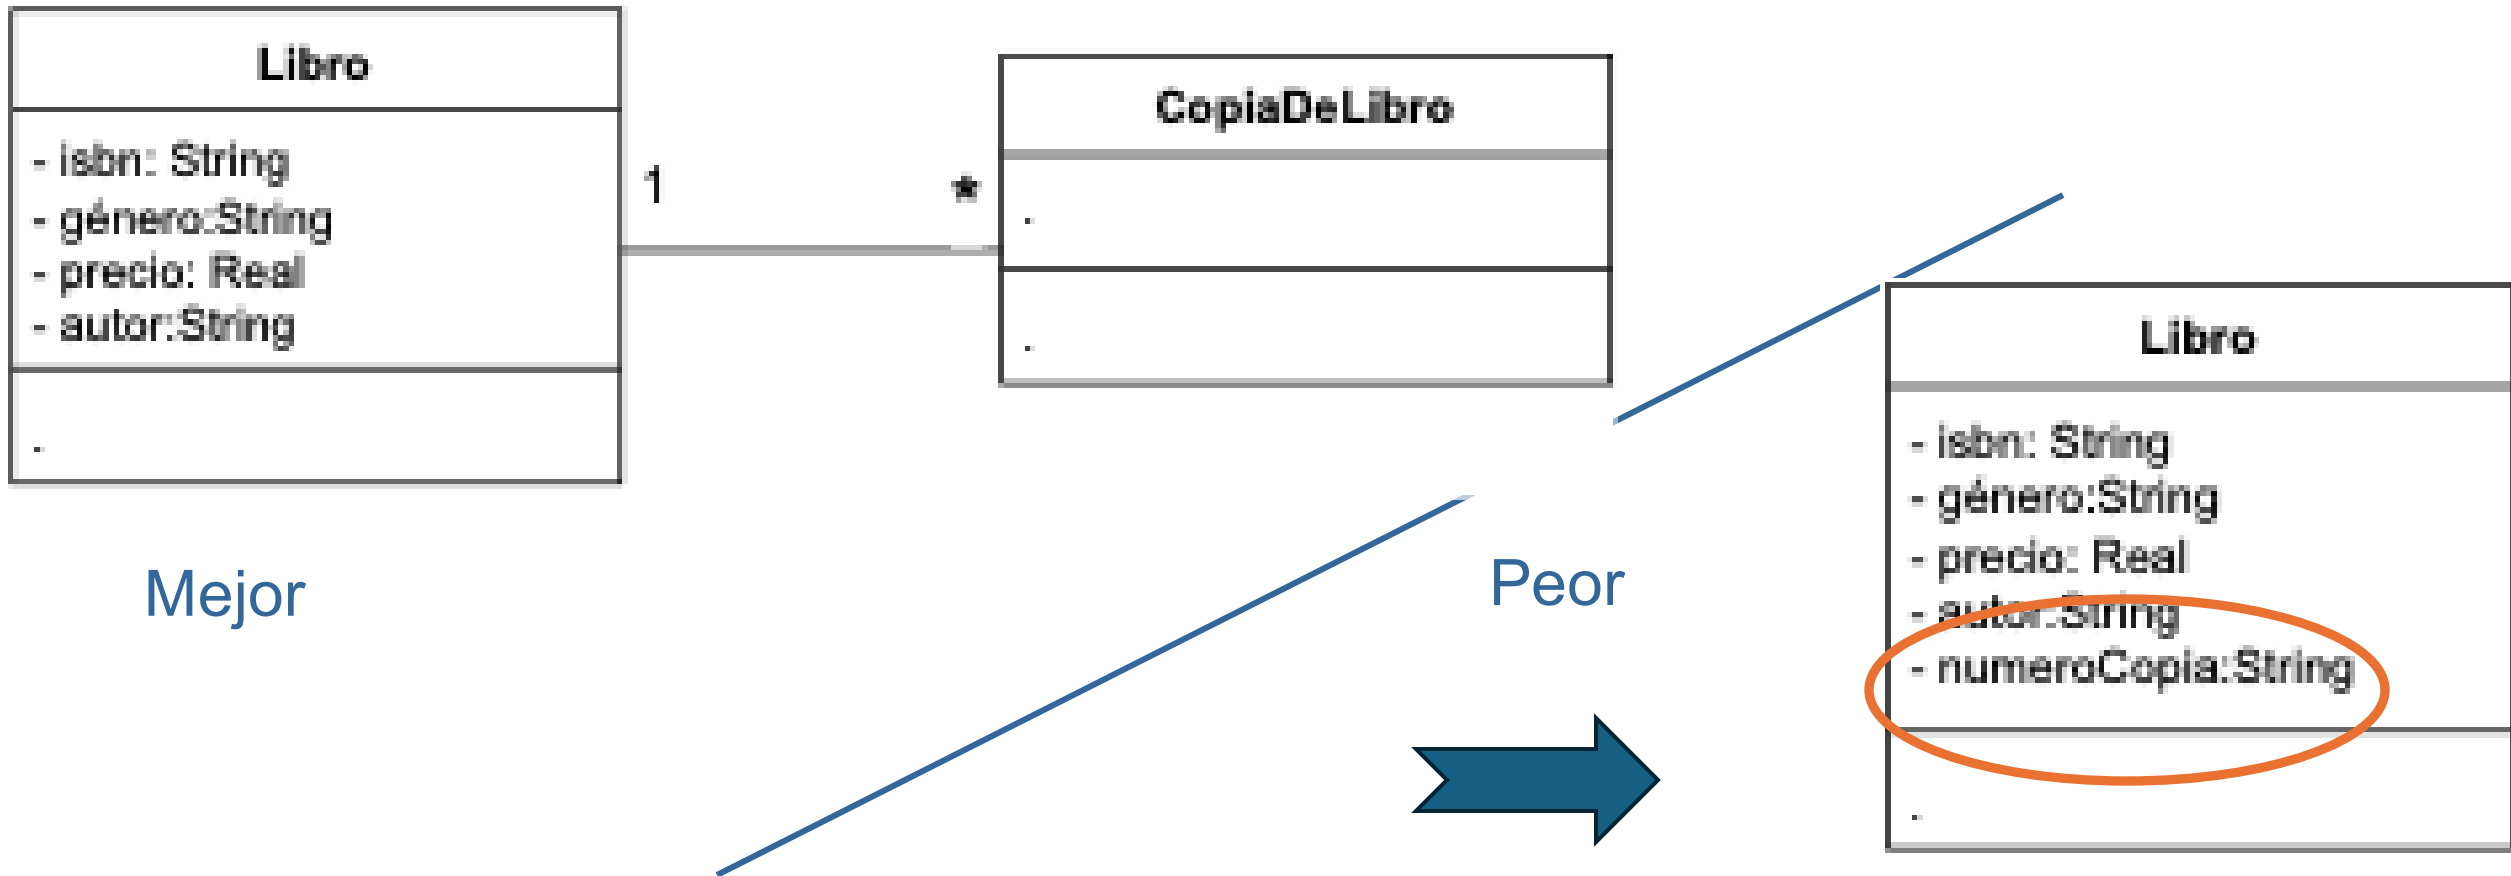 Libro
- isbn: String
- género:String
- precio: Real
- autor:String
.
1
*
CopiaDeLibro
.
.
Mejor
Peor
Libro
- isbn: String
- género:String
- precio: Real
- autor:String
- numeroCopia:String
.